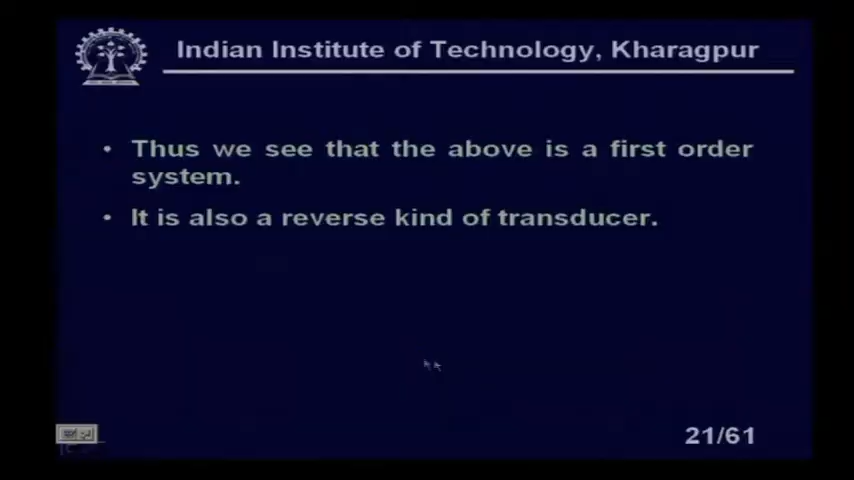 Indian Institute of Technology, Kharagpur
• Thus we see that the above is a first order
system.
• It is also a reverse kind of transducer.
21/61